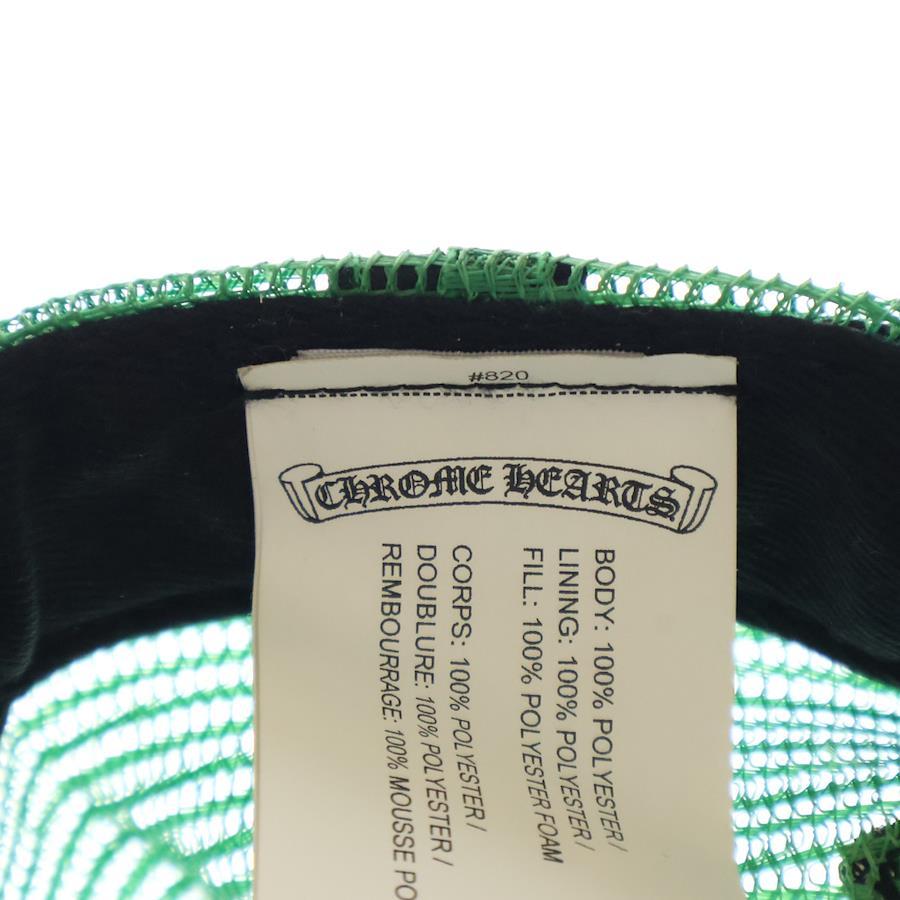 #820
CHROME HEARTS
BODY: 100% POLYESTER/
LINING: 100% POLYESTER/
FILL: 100% POLYESTER FOAM
CORPS: 100% POLYESTER/
DOUBLURE: 100% POLYESTER/
REMBOURRAGE: 100% MOUSSE PO